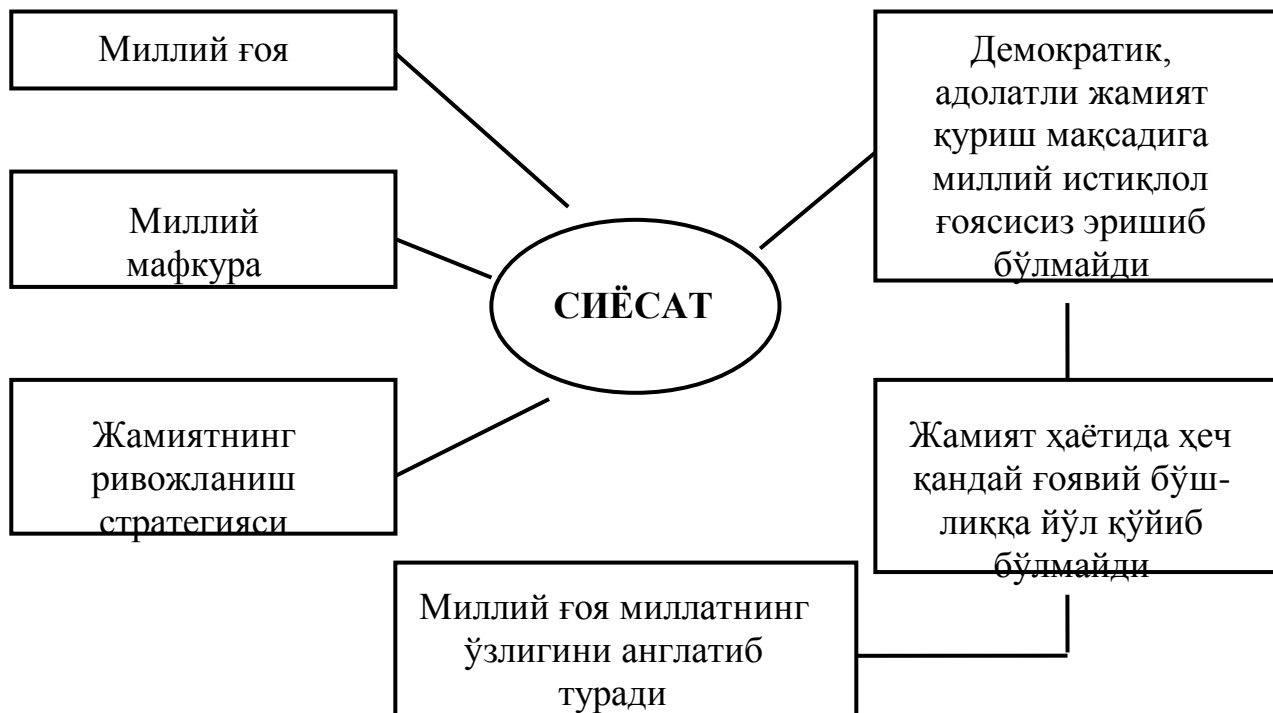 Миллий ғоя
Миллий
мафкура
Жамиятнинг
ривожланиш
стратегияси
СИЁСАТ
Демократик,
адолатли жамият
қуриш мақсадига
миллий истиқлол
ғоясисиз эришиб
бўлмайди
Жамият ҳаётида ҳеч
қандай ғоявий бўш-
лиққа йўл қўйиб
бўлмайди
Миллий ғоя миллатнинг
ўзлигини англатиб
туради